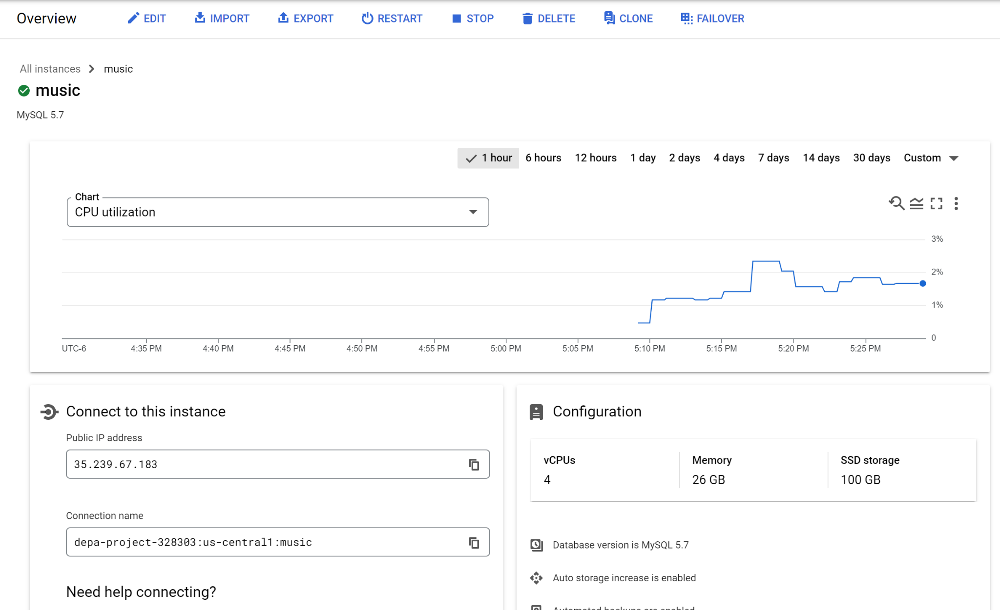 Overview EDIT IMPORT EXPORT RESTART STOP DELETE CLONE FAILOVER
All instances music
music
MySQL 5.7
1 hour 6 hours 12 hours 1 day 2 days 4 days 7 days 14 days 30 days Custom
Chart
CPU utilization
3%
2%
1%
0
UTC-6 4:35 PM 4:40 PM 4:45 PM 4:50 PM 4:55 PM 5:00 PM 5:05 PM 5:10 PM 5:15 PM 5:20 PM 5:25 PM
Connect to this instance
Public IP address
35.239.67.183
Connection name
depa-project-328303:us-central1:music
Need help connecting?
Configuration
vCPUs Memory SSD storage
4 26 GB 100 GB
Database version is MySQL 5.7
Auto storage increase is enabled
Automated backups are enabled